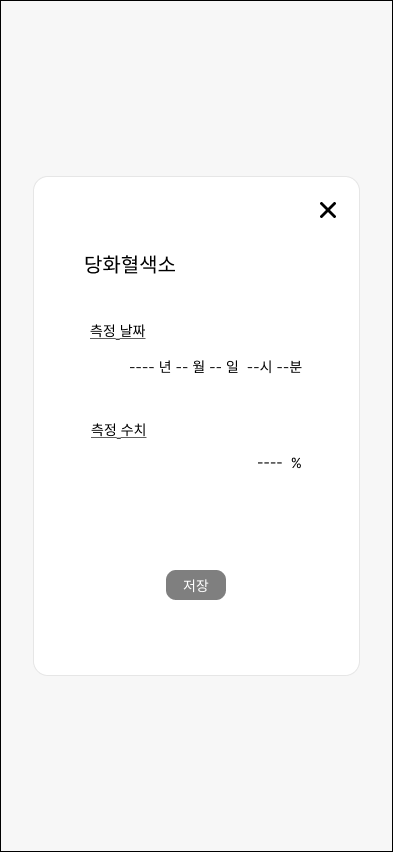 당화혈색소
측정 날짜
---- 년 -- 월 -- 일 --시 --분
측정 수치
---- %
저장